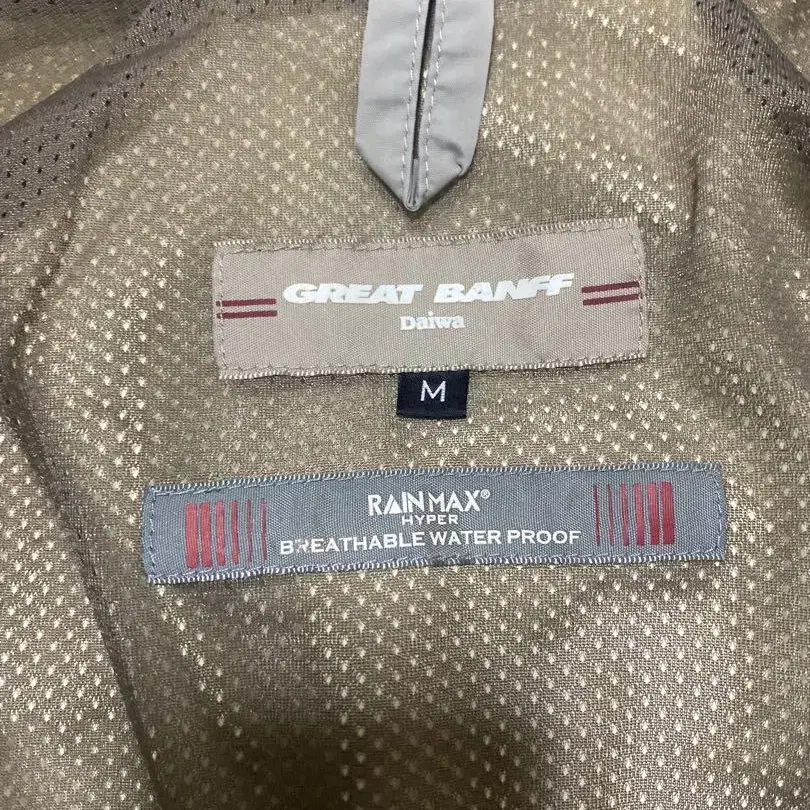 GREAT BANFF
Daiwa
M
RAINMAX®
HYPER
BREATHABLE WATER PROOF